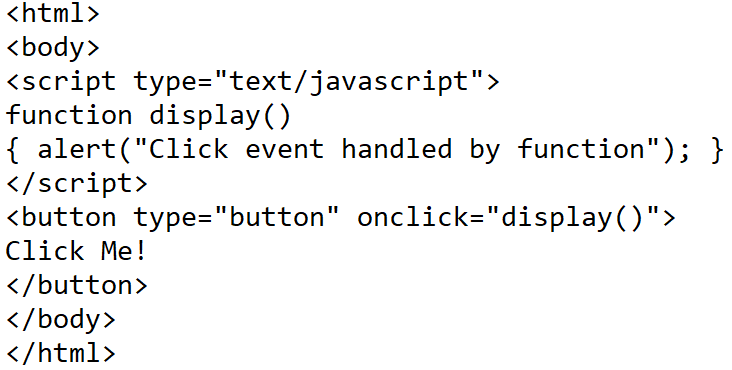 <html>
<body>
<script type="text/javascript">
function display()
{ alert("Click event handled by function"); }
</script>
<button type="button" onclick="display()">
Click Me!
</button>
</body>
</html>